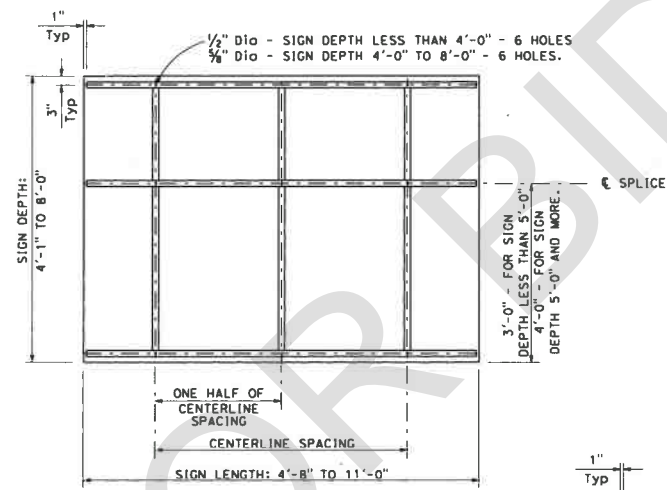 1"
Typ
1/2" Dia - SIGN DEPTH LESS THAN 4'-0" - 6 HOLES
5/8" Dia - SIGN DEPTH 4'-0" TO 8'-0" - 6 HOLES.
3"
Typ
SIGN DEPTH:
4'-1" TO 8'-0"
℄ SPLICE
3'-0" - FOR SIGN
DEPTH LESS THAN 5'-0"
4'-0" - FOR SIGN
DEPTH 5'-0" AND MORE.
ONE HALF OF
CENTERLINE
SPACING
CENTERLINE SPACING
SIGN LENGTH: 4'-8" TO 11'-0"
1"
Typ
OR BID